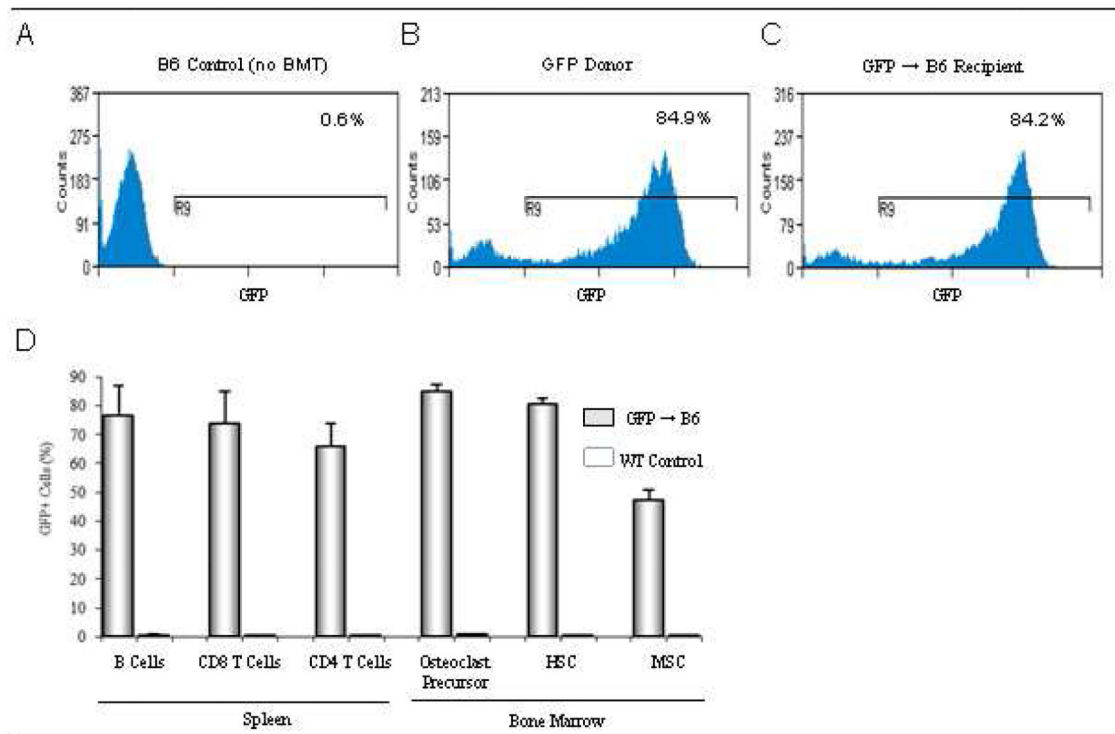 A
B6 Control (no BMT)
367
275
183
91
0
Counts
0.6%
R9
GFP
B
GFP Donor
213
159
106
53
0
Counts
84.9%
R9
GFP
C
GFP → B6 Recipient
316
237
158
79
0
Counts
84.2%
R9
GFP
D
90
80
70
60
50
40
30
20
10
0
GFP+ Cells (%)
GFP → B6
WT Control
B Cells
CD8 T Cells
CD4 T Cells
Osteoclast
Precursor
HSC
MSC
Spleen
Bone Marrow